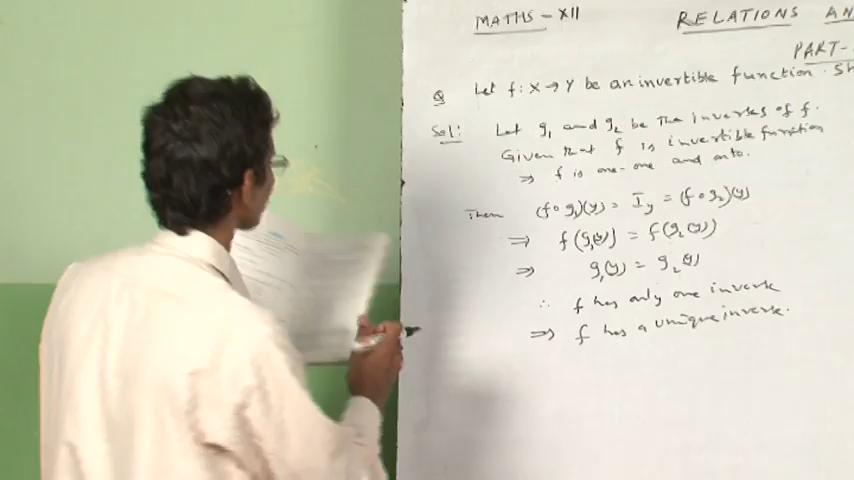 MATHS - XII
RELATIONS AN
PART-
Q Let f: X → Y be an invertible function. Sh
Sol: Let g₁ and g₂ be the inverses of f.
Given that f is invertible function
⇒ f is one-one and onto.
Then (f∘g₁)(y) = I_y = (f∘g₂)(y)
⇒ f(g₁(y)) = f(g₂(y))
⇒ g₁(y) = g₂(y)
∴ f has only one inverse
⇒ f has a unique inverse.